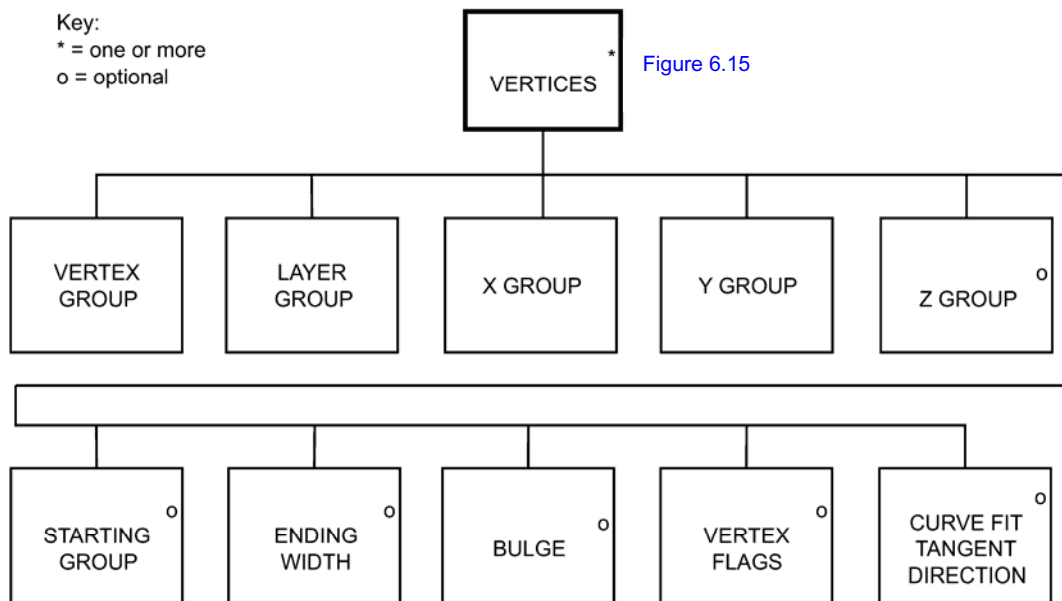 Key:
* = one or more
o = optional
*
VERTICES
Figure 6.15
VERTEX
GROUP
LAYER
GROUP
X GROUP
Y GROUP
o
Z GROUP
o
STARTING
GROUP
o
ENDING
WIDTH
o
BULGE
o
VERTEX
FLAGS
o
CURVE FIT
TANGENT
DIRECTION